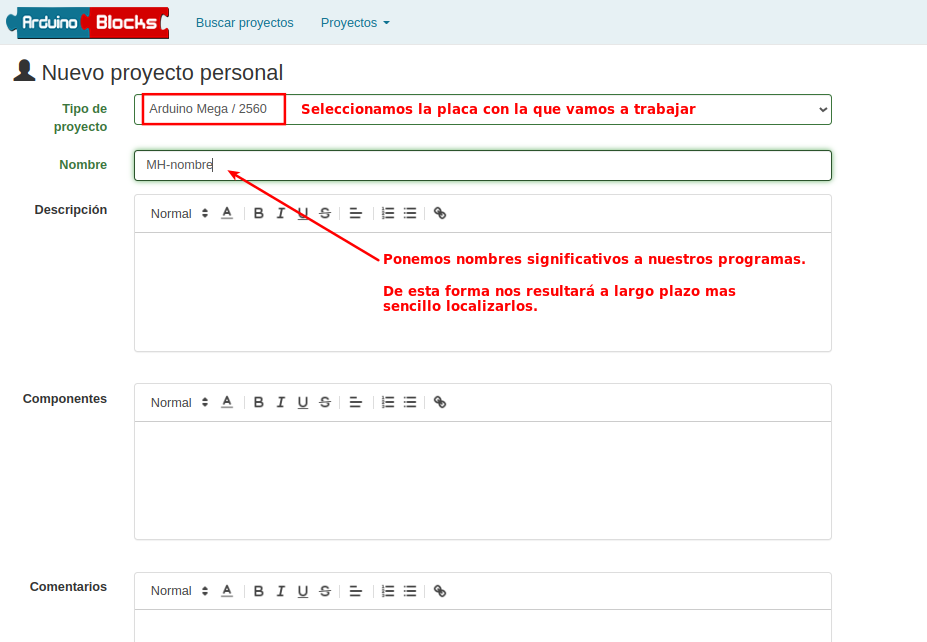 Arduino Blocks Buscar proyectos Proyectos
Nuevo proyecto personal
Tipo de proyecto
Arduino Mega / 2560 Seleccionamos la placa con la que vamos a trabajar
Nombre MH-nombre
Descripción Normal A B I U S
Ponemos nombres significativos a nuestros programas.
De esta forma nos resultará a largo plazo mas
sencillo localizarlos.
Componentes Normal A B I U S
Comentarios Normal A B I U S